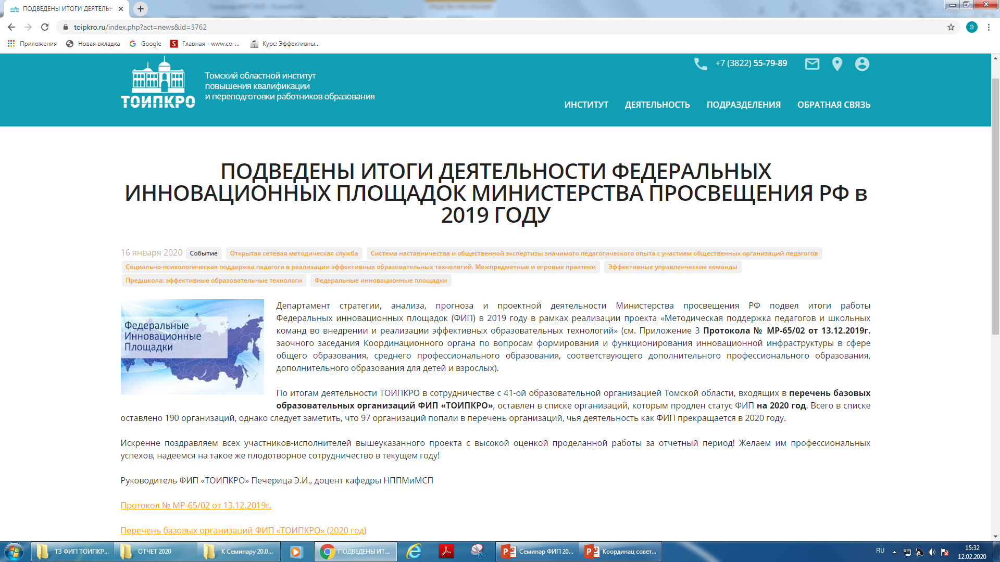 ПОДВЕДЕНЫ ИТОГИ ДЕЯТЕЛЬН
toipkro.ru/index.php?act=news&id=3762
Э
Приложения
Новая вкладка
Google
Главная - www.co-...
Курс: Эффективны...
ТОИПКРО
Томский областной институт
повышения квалификации
и переподготовки работников образования
+7 (3822) 55-79-89
ИНСТИТУТ ДЕЯТЕЛЬНОСТЬ ПОДРАЗДЕЛЕНИЯ ОБРАТНАЯ СВЯЗЬ
ПОДВЕДЕНЫ ИТОГИ ДЕЯТЕЛЬНОСТИ ФЕДЕРАЛЬНЫХ
ИННОВАЦИОННЫХ ПЛОЩАДОК МИНИСТЕРСТВА ПРОСВЕЩЕНИЯ РФ в
2019 ГОДУ
16 января 2020 Событие Открытая сетевая методическая служба Система наставничества и общественной экспертизы значимого педагогического опыта с участием общественных организаций педагогов
Социально-психологическая поддержка педагога в реализации эффективных образовательных технологий. Межпредметные и игровые практики Эффективные управленческие команды
Предшкола: эффективные образовательные технологи Федеральные инновационные площадки
Федеральные
Инновационные
Площадки
Департамент стратегии, анализа, прогноза и проектной деятельности Министерства просвещения РФ подвел итоги работы
Федеральных инновационных площадок (ФИП) в 2019 году в рамках реализации проекта «Методическая поддержка педагогов и школьных
команд во внедрении и реализации эффективных образовательных технологий» (см. Приложение 3 Протокола № МР-65/02 от 13.12.2019г.
заочного заседания Координационного органа по вопросам формирования и функционирования инновационной инфраструктуры в сфере
общего образования, среднего профессионального образования, соответствующего дополнительного профессионального образования,
дополнительного образования для детей и взрослых).
По итогам деятельности ТОИПКРО в сотрудничестве с 41-ой образовательной организацией Томской области, входящих в перечень базовых
образовательных организаций ФИП «ТОИПКРО», оставлен в списке организаций, которым продлен статус ФИП на 2020 год. Всего в списке
оставлено 190 организаций, однако следует заметить, что 97 организаций попали в перечень организаций, чья деятельность как ФИП прекращается в 2020 году.
Искренне поздравляем всех участников-исполнителей вышеуказанного проекта с высокой оценкой проделанной работы за отчетный период! Желаем им профессиональных
успехов, надеемся на такое же плодотворное сотрудничество в текущем году!
Руководитель ФИП «ТОИПКРО» Печерица Э.И., доцент кафедры НППМиМСП
Протокол № МР-65/02 от 13.12.2019г.
Перечень базовых организаций ФИП «ТОИПКРО» (2020 год)
ТЗ ФИП ТОИПКР...
ОТЧЕТ 2020
К Семинару 20.0...
ПОДВЕДЕНЫ ИТ...
Семинар ФИП 20...
Координац совет...
RU
15:32
12.02.2020